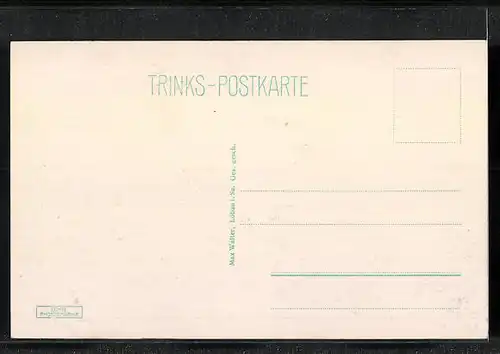 TRINKS-POSTKARTE
Max Walter, Löbau i. Sa. Ges. gesch.